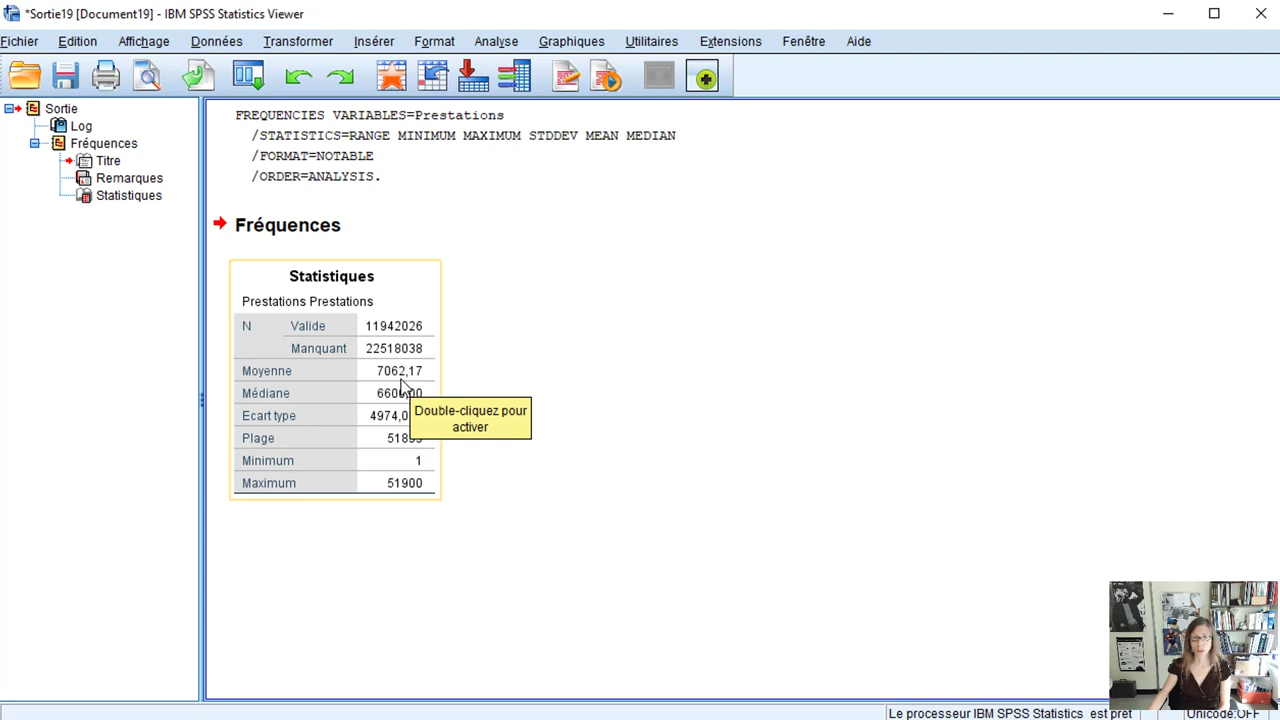 *Sortie19 [Document19] - IBM SPSS Statistics Viewer
Fichier Edition Affichage Données Transformer Insérer Format Analyse Graphiques Utilitaires Extensions Fenêtre Aide
Sortie
Log
Fréquences
Titre
Remarques
Statistiques
FREQUENCIES VARIABLES=Prestations
/STATISTICS=RANGE MINIMUM MAXIMUM STDDEV MEAN MEDIAN
/FORMAT=NOTABLE
/ORDER=ANALYSIS.
Fréquences
Statistiques
Prestations Prestations
N Valide 11942026
Manquant 22518038
Moyenne 7062,17
Médiane
Ecart type
Plage
Minimum 1
Maximum 51900
Double-cliquez pour
activer
Le processeur IBM SPSS Statistics est prêt
Unicode:OFF